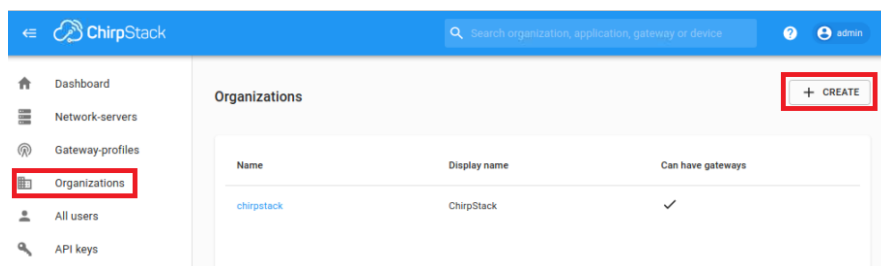 ChirpStack
Search organization, application, gateway or device
? admin
Dashboard
Network-servers
Gateway-profiles
Organizations
All users
API keys
Organizations
+ CREATE
Name Display name Can have gateways
chirpstack ChirpStack